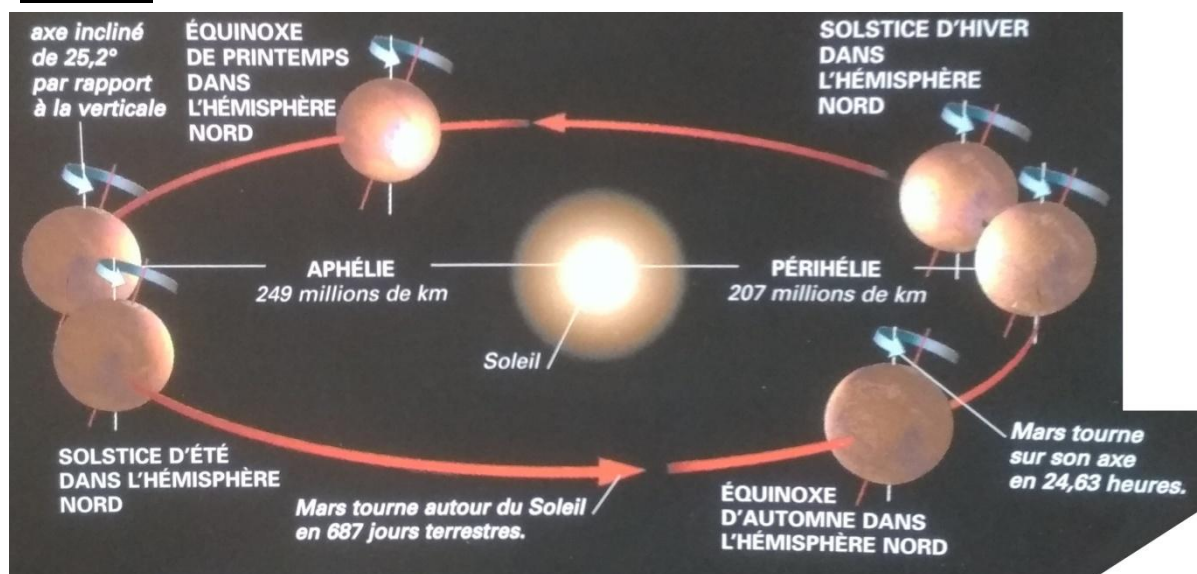 axe incliné
de 25,2°
par rapport
à la verticale
ÉQUINOXE
DE PRINTEMPS
DANS
L'HÉMISPHÈRE
NORD
SOLSTICE D'HIVER
DANS
L'HÉMISPHÈRE
NORD
APHÉLIE
249 millions de km
PÉRIHÉLIE
207 millions de km
Soleil
SOLSTICE D'ÉTÉ
DANS L'HÉMISPHÈRE
NORD
Mars tourne autour du Soleil
en 687 jours terrestres.
ÉQUINOXE
D'AUTOMNE DANS
L'HÉMISPHÈRE NORD
Mars tourne
sur son axe
en 24,63 heures.